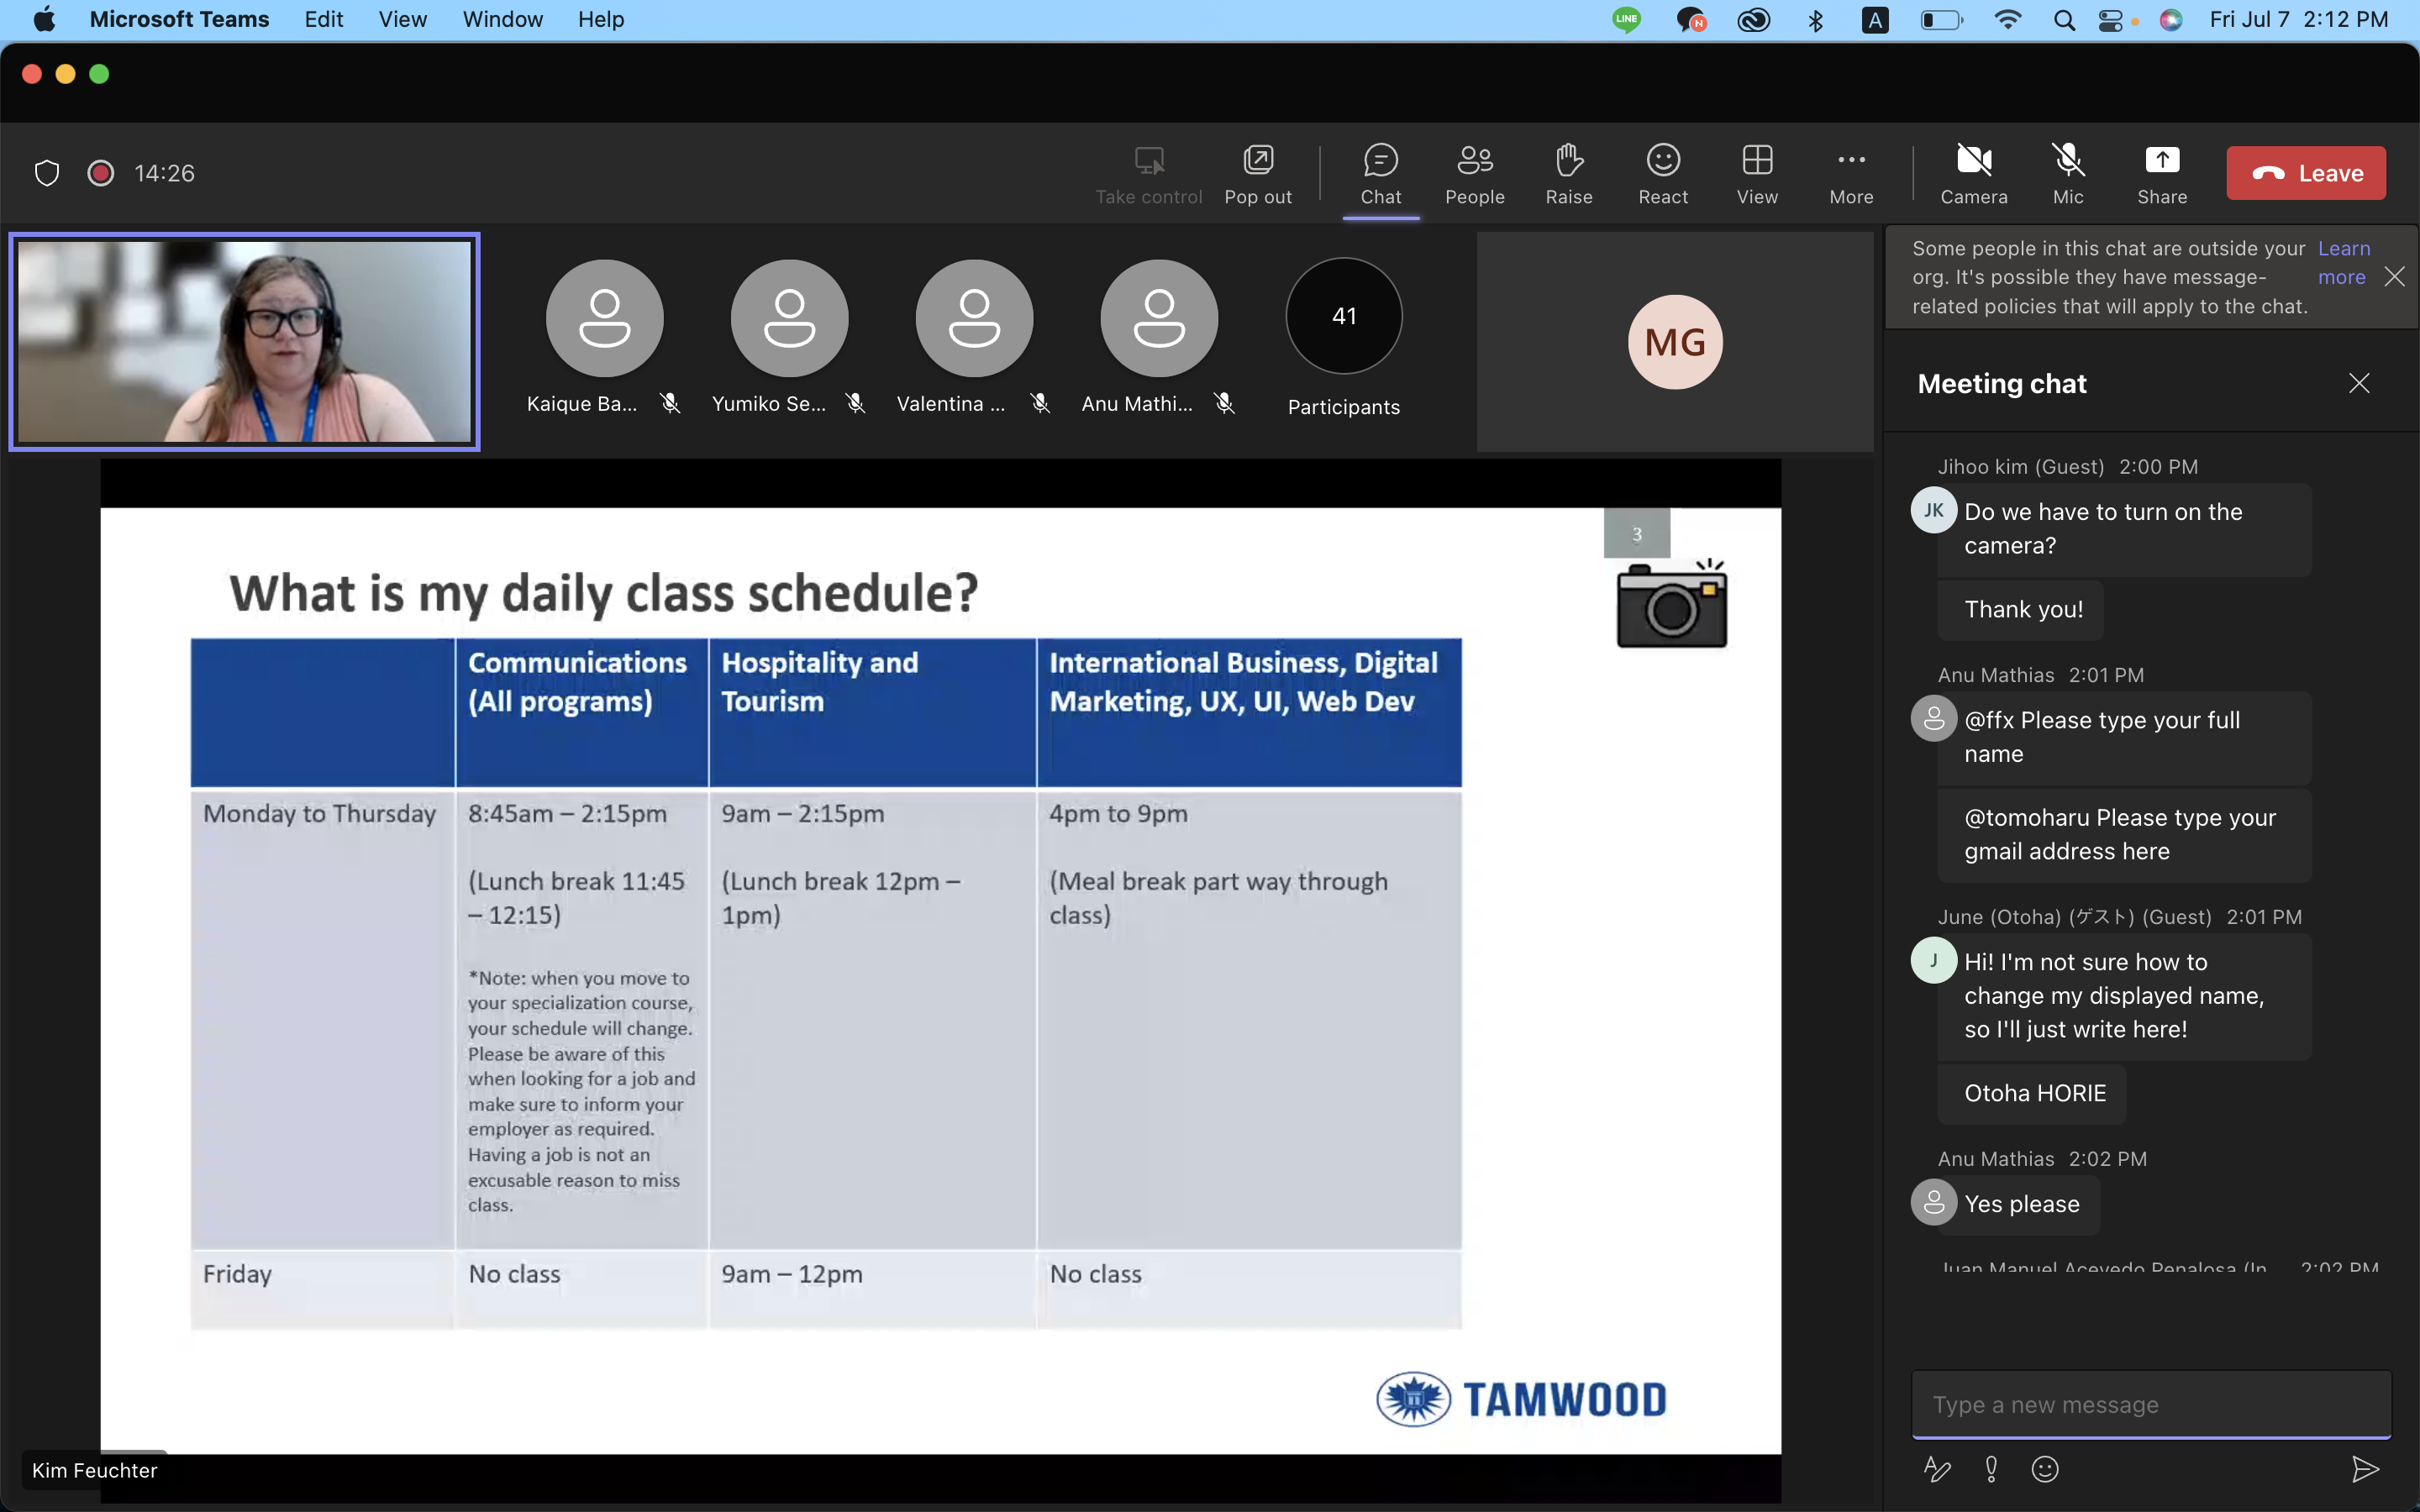 Microsoft Teams Edit View Window Help LINE N A Fri Jul 7 2:12 PM
14:26
Take control Pop out Chat People Raise React View More Camera Mic Share Leave
Kaique Ba... Yumiko Se... Valentina ... Anu Mathi...
41
Participants
MG
Some people in this chat are outside your
org. It's possible they have message-
related policies that will apply to the chat.
Learn
more
Meeting chat
3
What is my daily class schedule?
Communications
(All programs)
Hospitality and
Tourism
International Business, Digital
Marketing, UX, UI, Web Dev
Monday to Thursday
8:45am – 2:15pm
(Lunch break 11:45
– 12:15)
*Note: when you move to
your specialization course,
your schedule will change.
Please be aware of this
when looking for a job and
make sure to inform your
employer as required.
Having a job is not an
excusable reason to miss
class.
9am – 2:15pm
(Lunch break 12pm –
1pm)
4pm to 9pm
(Meal break part way through
class)
Friday
No class
9am – 12pm
No class
TAMWOOD
Kim Feuchter
Jihoo kim (Guest) 2:00 PM
JK
Do we have to turn on the
camera?
Thank you!
Anu Mathias 2:01 PM
@ffx Please type your full
name
@tomoharu Please type your
gmail address here
June (Otoha) (ゲスト) (Guest) 2:01 PM
J
Hi! I'm not sure how to
change my displayed name,
so I'll just write here!
Otoha HORIE
Anu Mathias 2:02 PM
Yes please
Juan Manuel Acevedo Penalosa (In... 2:02 PM
Type a new message